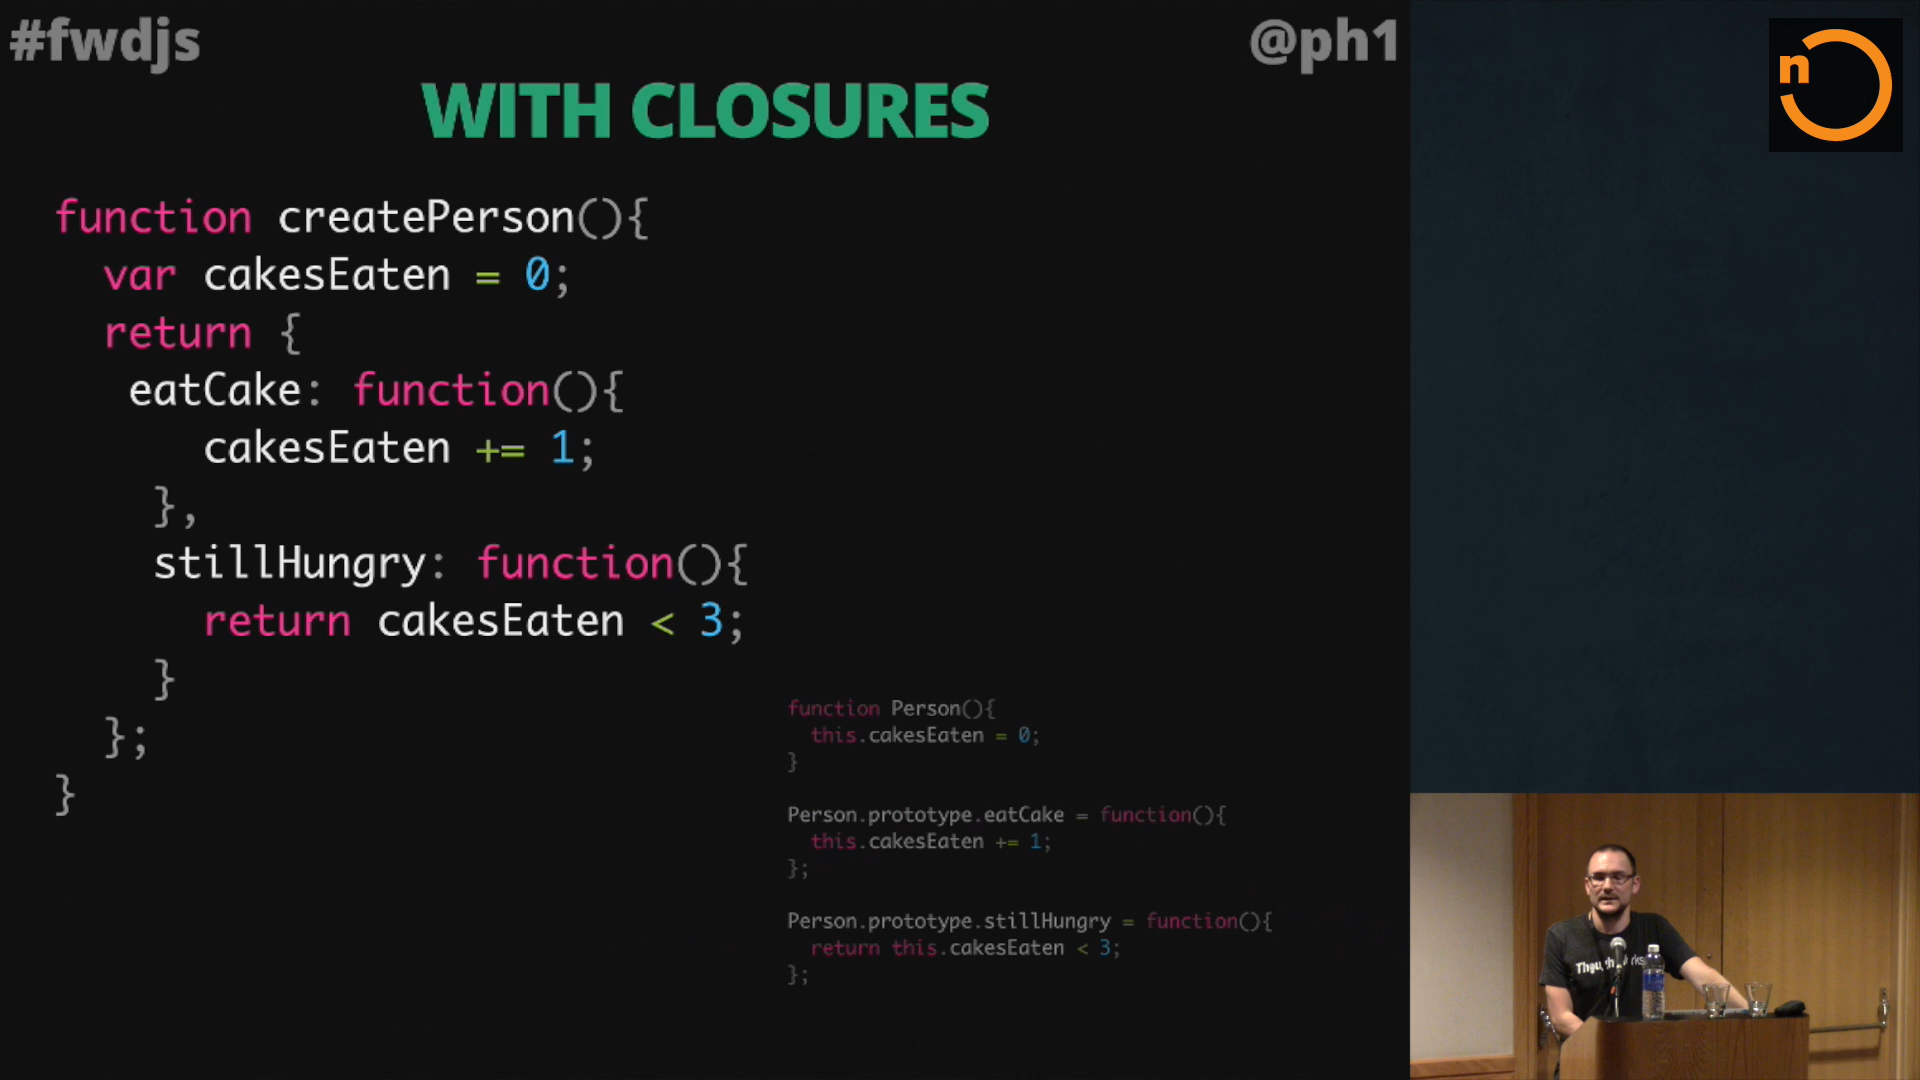 #fwdjs
@ph1
WITH CLOSURES
function createPerson(){
  var cakesEaten = 0;
  return {
   eatCake: function(){
      cakesEaten += 1;
    },
    stillHungry: function(){
      return cakesEaten < 3;
    }
  };
}
function Person(){
  this.cakesEaten = 0;
}
Person.prototype.eatCake = function(){
  this.cakesEaten += 1;
};
Person.prototype.stillHungry = function(){
  return this.cakesEaten < 3;
};
n